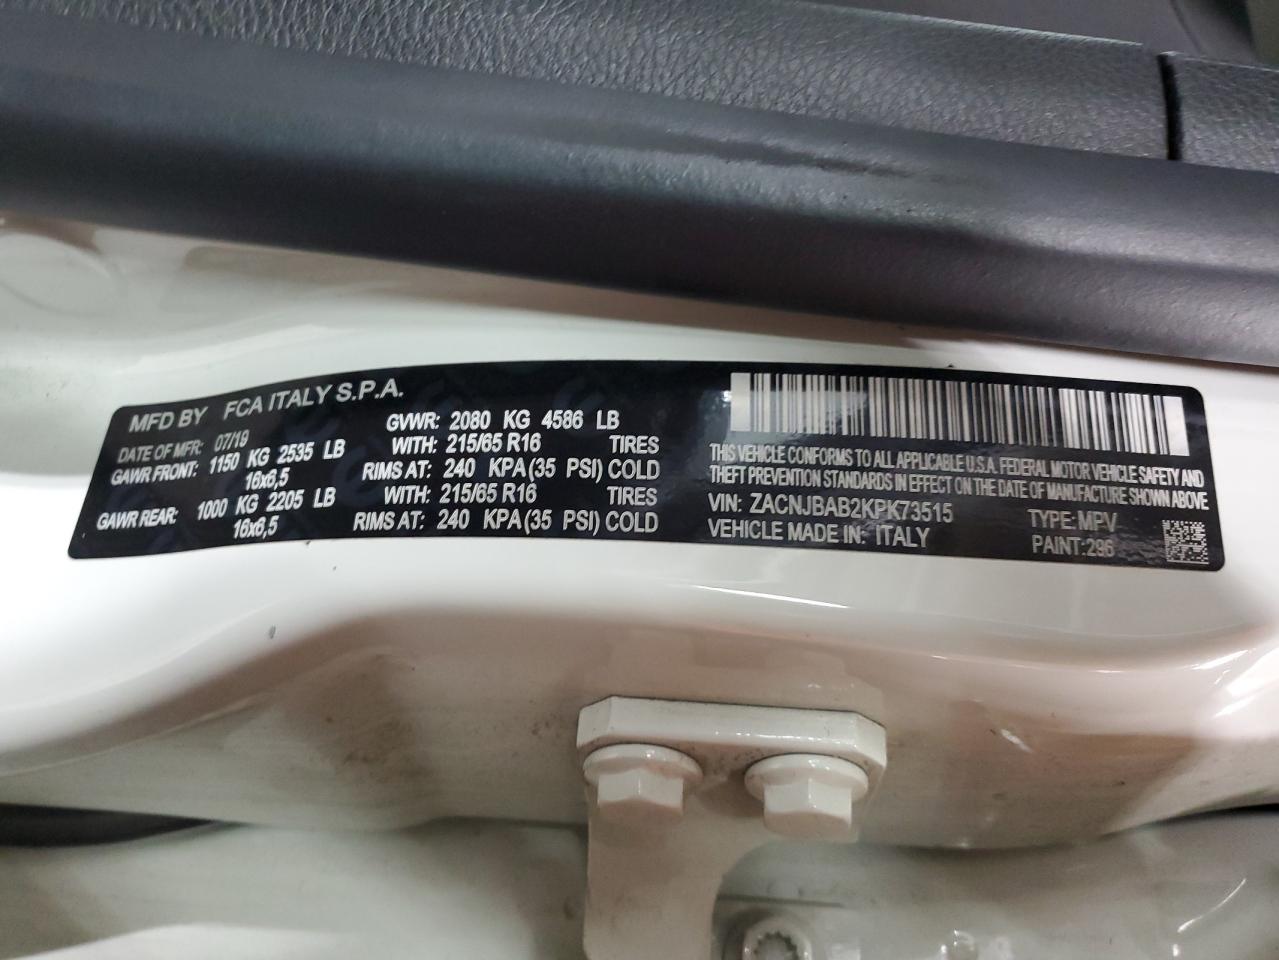 MFD BY FCA ITALY S.P.A.
DATE OF MFR: 07/19 GVWR: 2080 KG 4586 LB
GAWR FRONT: 1150 KG 2535 LB WITH: 215/65 R16 TIRES
16x6,5 RIMS AT: 240 KPA(35 PSI) COLD
GAWR REAR: 1000 KG 2205 LB WITH: 215/65 R16 TIRES
16x6,5 RIMS AT: 240 KPA(35 PSI) COLD
THIS VEHICLE CONFORMS TO ALL APPLICABLE U.S.A. FEDERAL MOTOR VEHICLE SAFETY AND
THEFT PREVENTION STANDARDS IN EFFECT ON THE DATE OF MANUFACTURE SHOWN ABOVE
VIN: ZACNJBAB2KPK73515 TYPE: MPV
VEHICLE MADE IN: ITALY PAINT:296